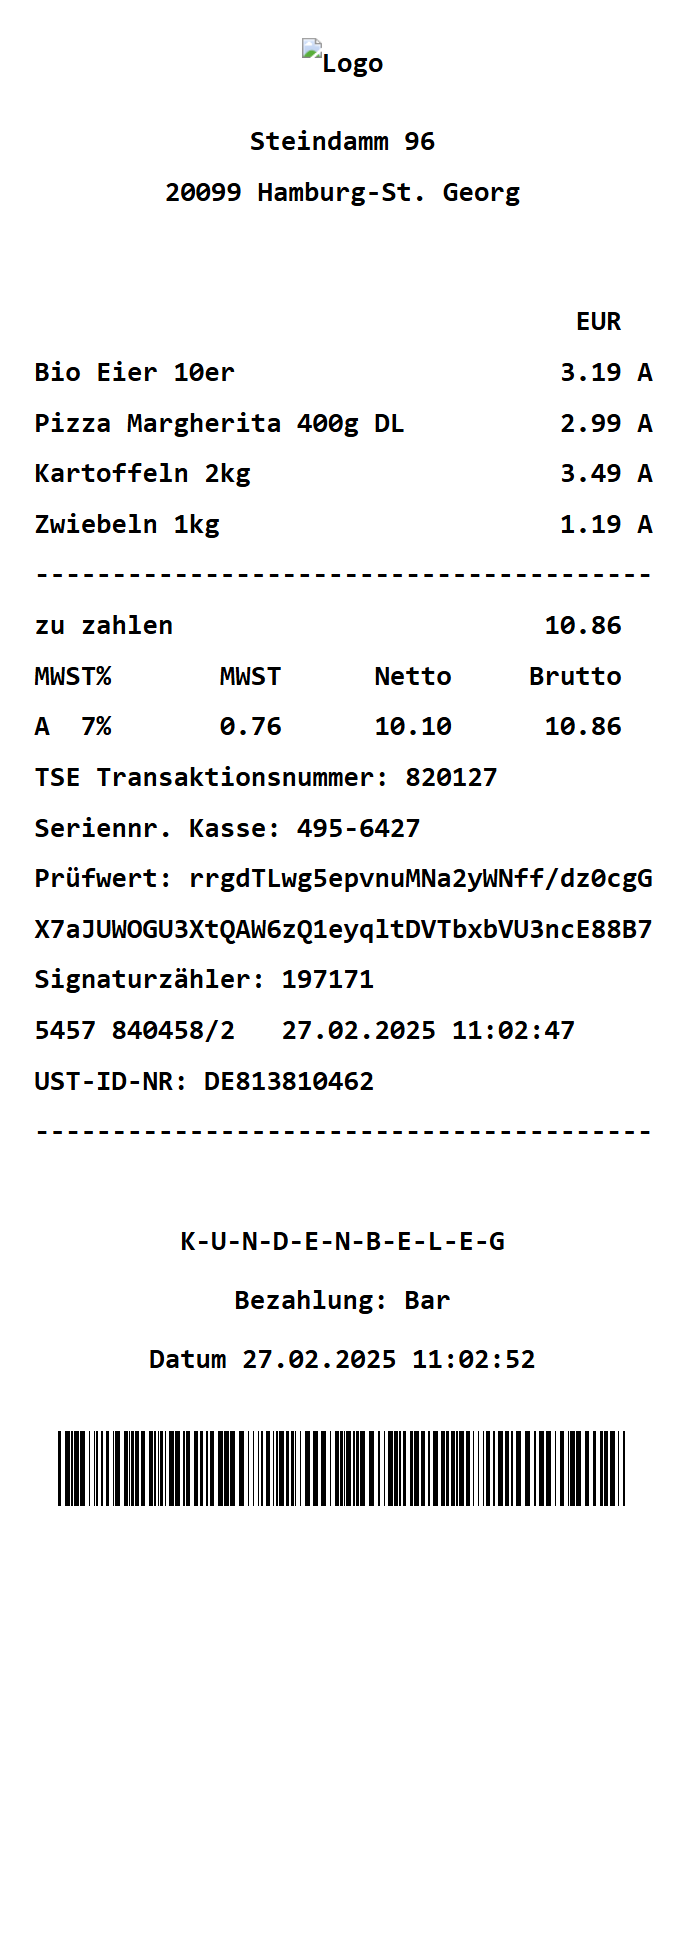 Logo
Steindamm 96
20099 Hamburg-St. Georg
EUR
Bio Eier 10er 3.19 A
Pizza Margherita 400g DL 2.99 A
Kartoffeln 2kg 3.49 A
Zwiebeln 1kg 1.19 A
----------------------------------------
zu zahlen 10.86
MWST% MWST Netto Brutto
A 7% 0.76 10.10 10.86
TSE Transaktionsnummer: 820127
Seriennr. Kasse: 495-6427
Prüfwert: rrgdTLwg5epvnuMNa2yWNff/dz0cgG
X7aJUWOGU3XtQAW6zQ1eyqltDVTbxbVU3ncE88B7
Signaturzähler: 197171
5457 840458/2 27.02.2025 11:02:47
UST-ID-NR: DE813810462
----------------------------------------
K-U-N-D-E-N-B-E-L-E-G
Bezahlung: Bar
Datum 27.02.2025 11:02:52